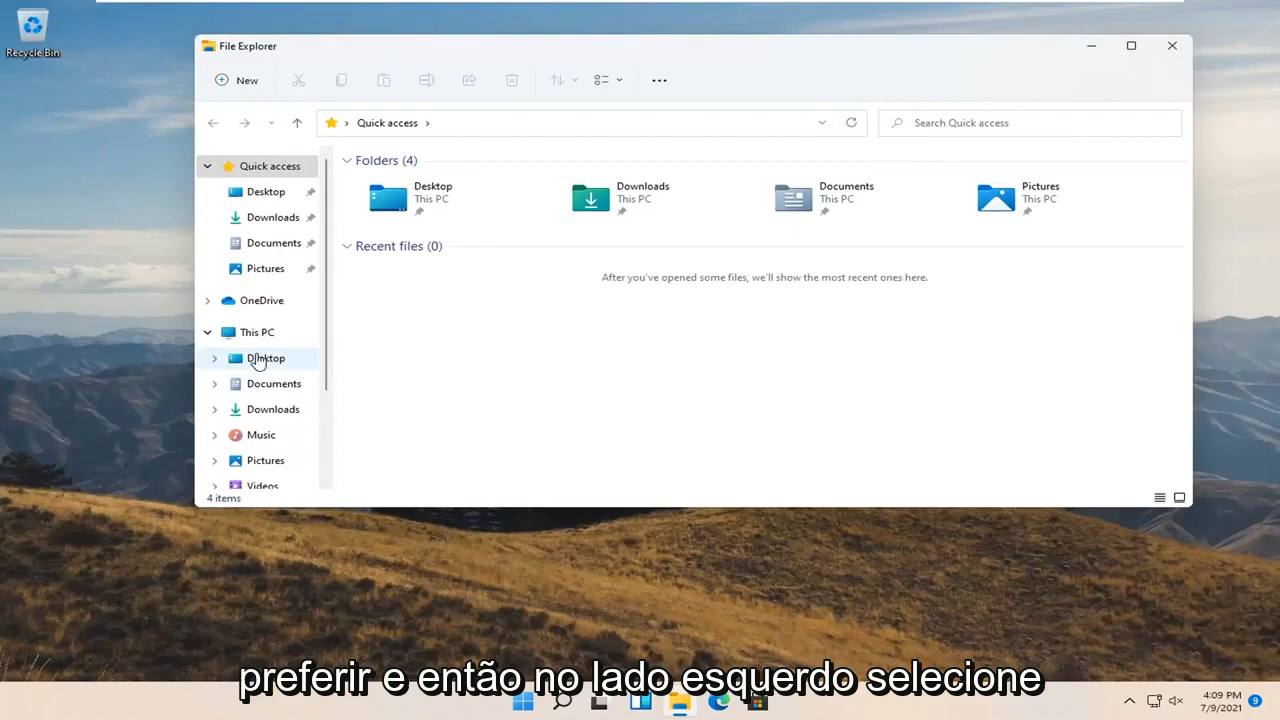 Recycle Bin
File Explorer
New
Quick access
Search Quick access
Quick access
Desktop
Downloads
Documents
Pictures
OneDrive
This PC
Desktop
Documents
Downloads
Music
Pictures
Videos
Folders (4)
Desktop
This PC
Downloads
This PC
Documents
This PC
Pictures
This PC
Recent files (0)
After you've opened some files, we'll show the most recent ones here.
4 items
preferir e então no lado esquerdo selecione
4:09 PM
7/9/2021
9